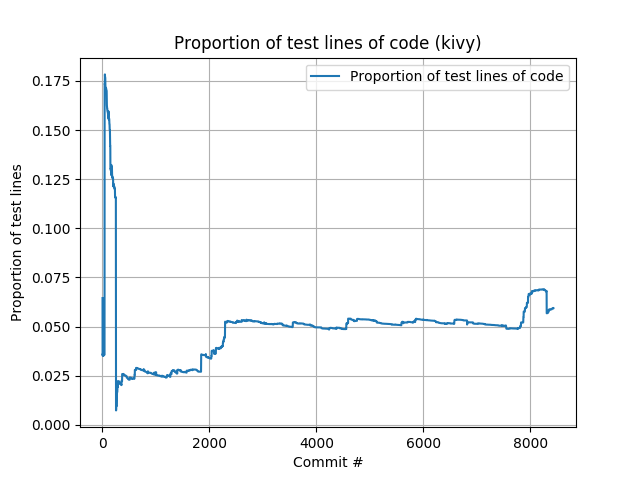 Proportion of test lines of code (kivy)
Proportion of test lines of code
0.175
0.150
0.125
0.100
0.075
0.050
0.025
0.000
Proportion of test lines
0 2000 4000 6000 8000
Commit #